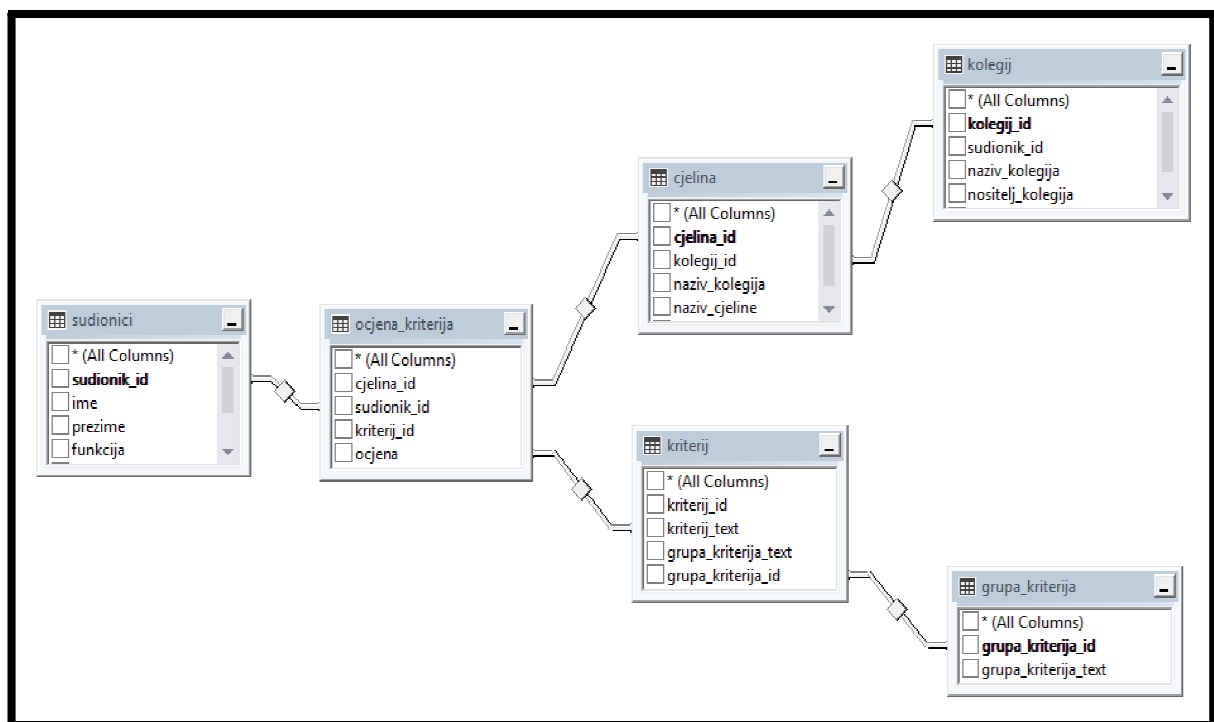 kolegij
* (All Columns)
kolegij_id
sudionik_id
naziv_kolegija
nositelj_kolegija
cjelina
* (All Columns)
cjelina_id
kolegij_id
naziv_kolegija
naziv_cjeline
sudionici
* (All Columns)
sudionik_id
ime
prezime
funkcija
ocjena_kriterija
* (All Columns)
cjelina_id
sudionik_id
kriterij_id
ocjena
kriterij
* (All Columns)
kriterij_id
kriterij_text
grupa_kriterija_text
grupa_kriterija_id
grupa_kriterija
* (All Columns)
grupa_kriterija_id
grupa_kriterija_text